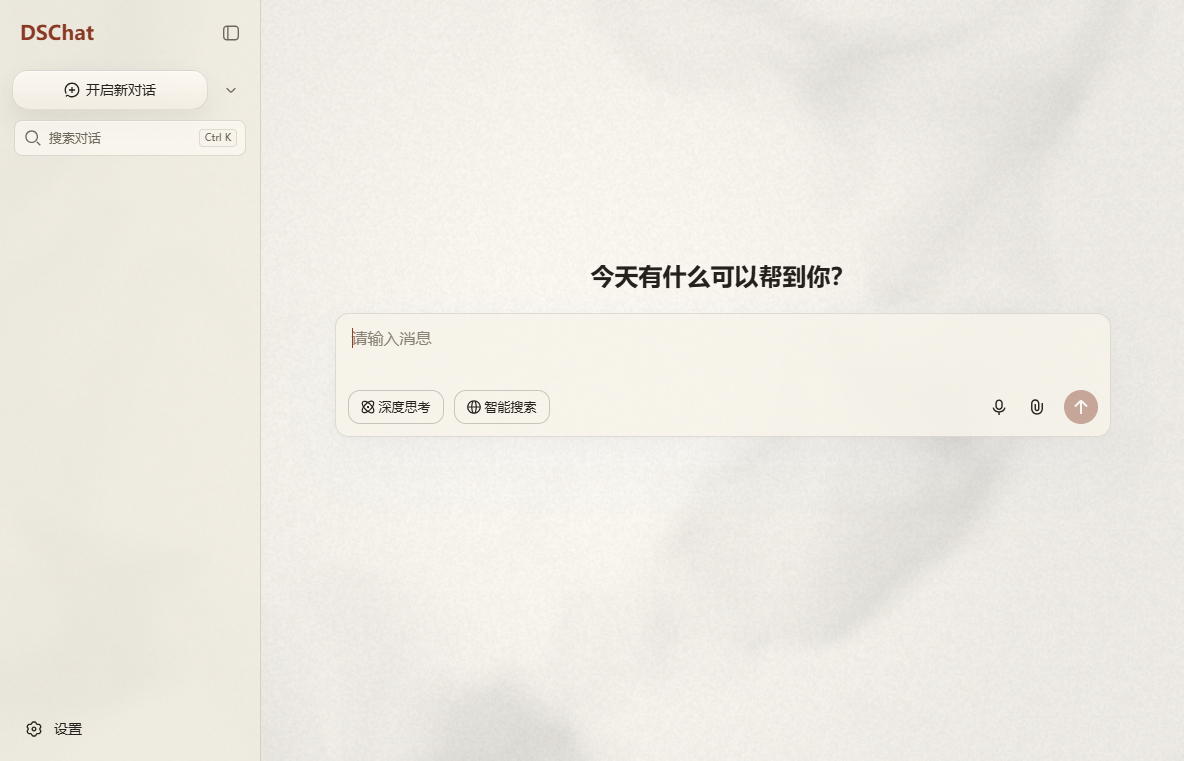 DSChat
开启新对话
搜索对话 Ctrl K
今天有什么可以帮到你？
请输入消息
深度思考 智能搜索
设置